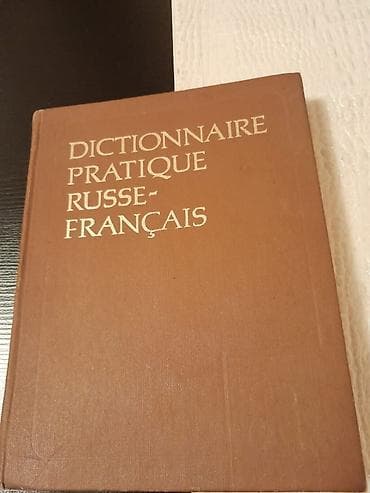 DICTIONNAIRE
PRATIQUE
RUSSE-
FRANÇAIS